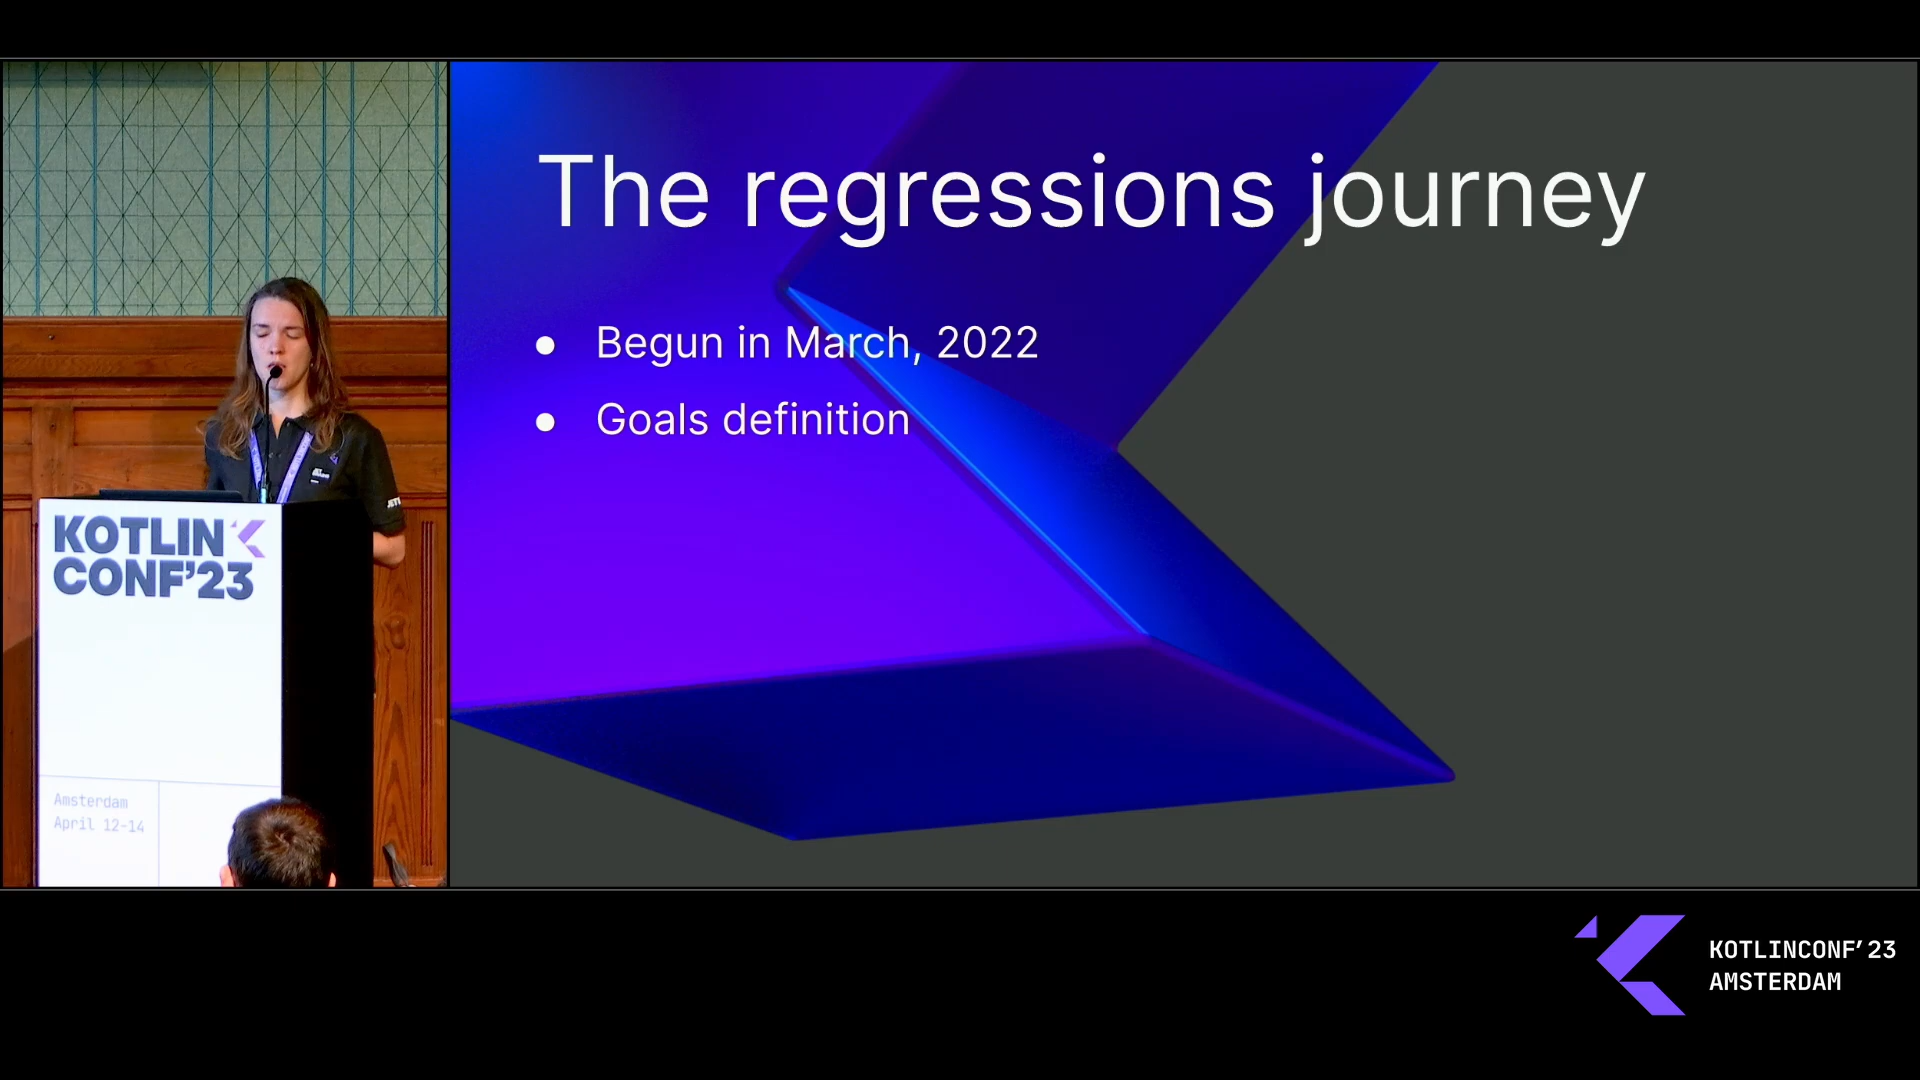 The regressions journey
● Begun in March, 2022
● Goals definition
KOTLIN
CONF’23
Amsterdam
April 12-14
KOTLINCONF’23
AMSTERDAM